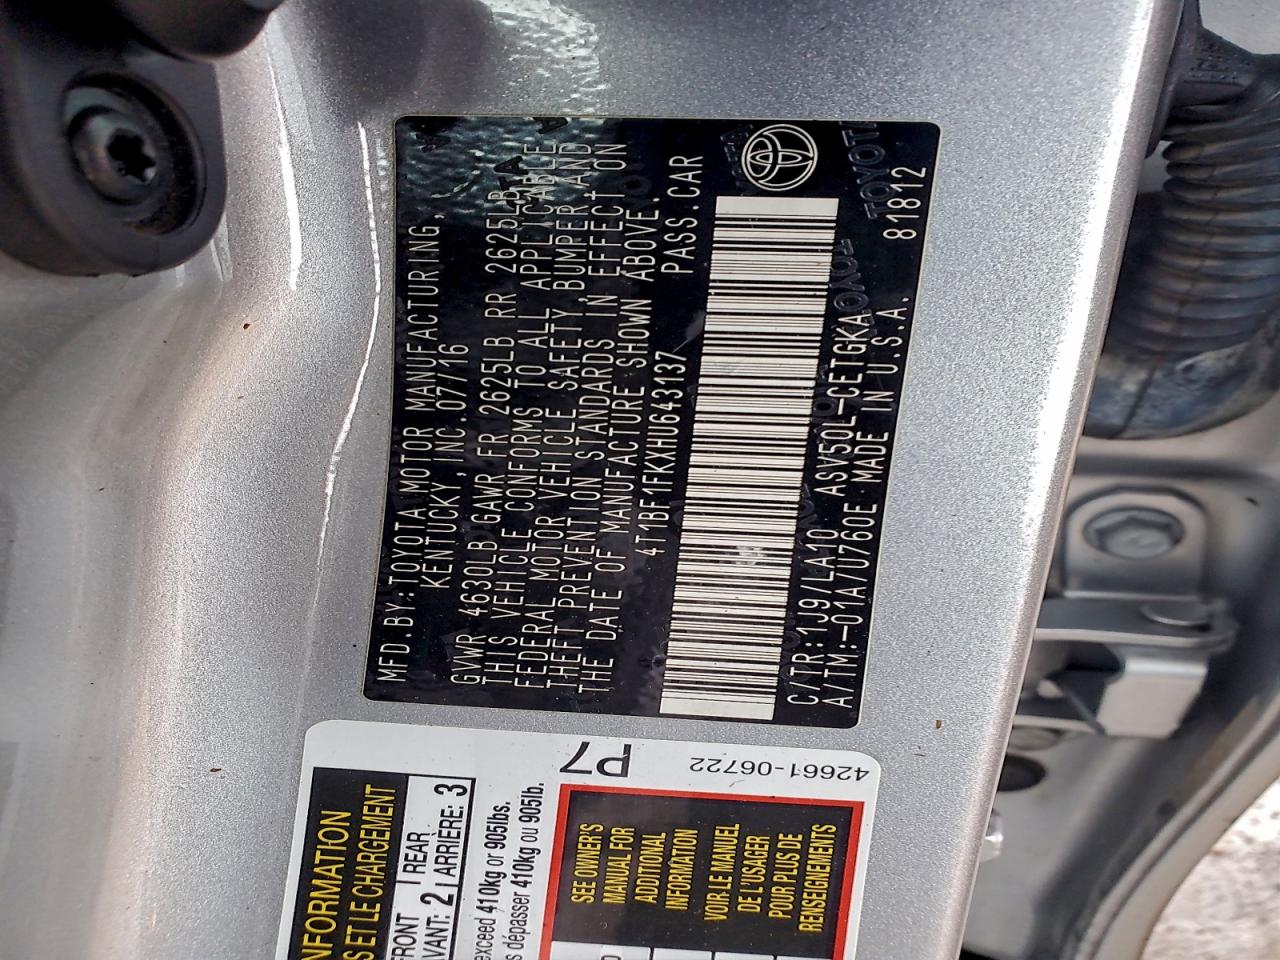 MFD.BY:TOYOTA MOTOR MANUFACTURING,
KENTUCKY, INC.07/16
GVWR 4630LB GAWR FR 2625LB RR 2625LB
THIS VEHICLE CONFORMS TO ALL APPLICABLE
FEDERAL MOTOR VEHICLE SAFETY, BUMPER, AND
THEFT PREVENTION STANDARDS IN EFFECT ON
THE DATE OF MANUFACTURE SHOWN ABOVE.
4T1BF1FKXHU643137 PASS.CAR
C/TR:1J9/LA10 ASV50L-CETGKA
A/TM:-01A/U760E MADE IN U.S.A.
81812
TOYOTA
P7
42661-06722
S ET LE CHARGEMENT
FRONT
AVANT: 2
REAR
ARRIERE: 3
exceed 410kg or 905lbs.
s dépasser 410kg ou 905lb.
SEE OWNER'S
MANUAL FOR
ADDITIONAL
INFORMATION
VOIR LE MANUEL
DE L'USAGER
POUR PLUS DE
RENSEIGNEMENTS